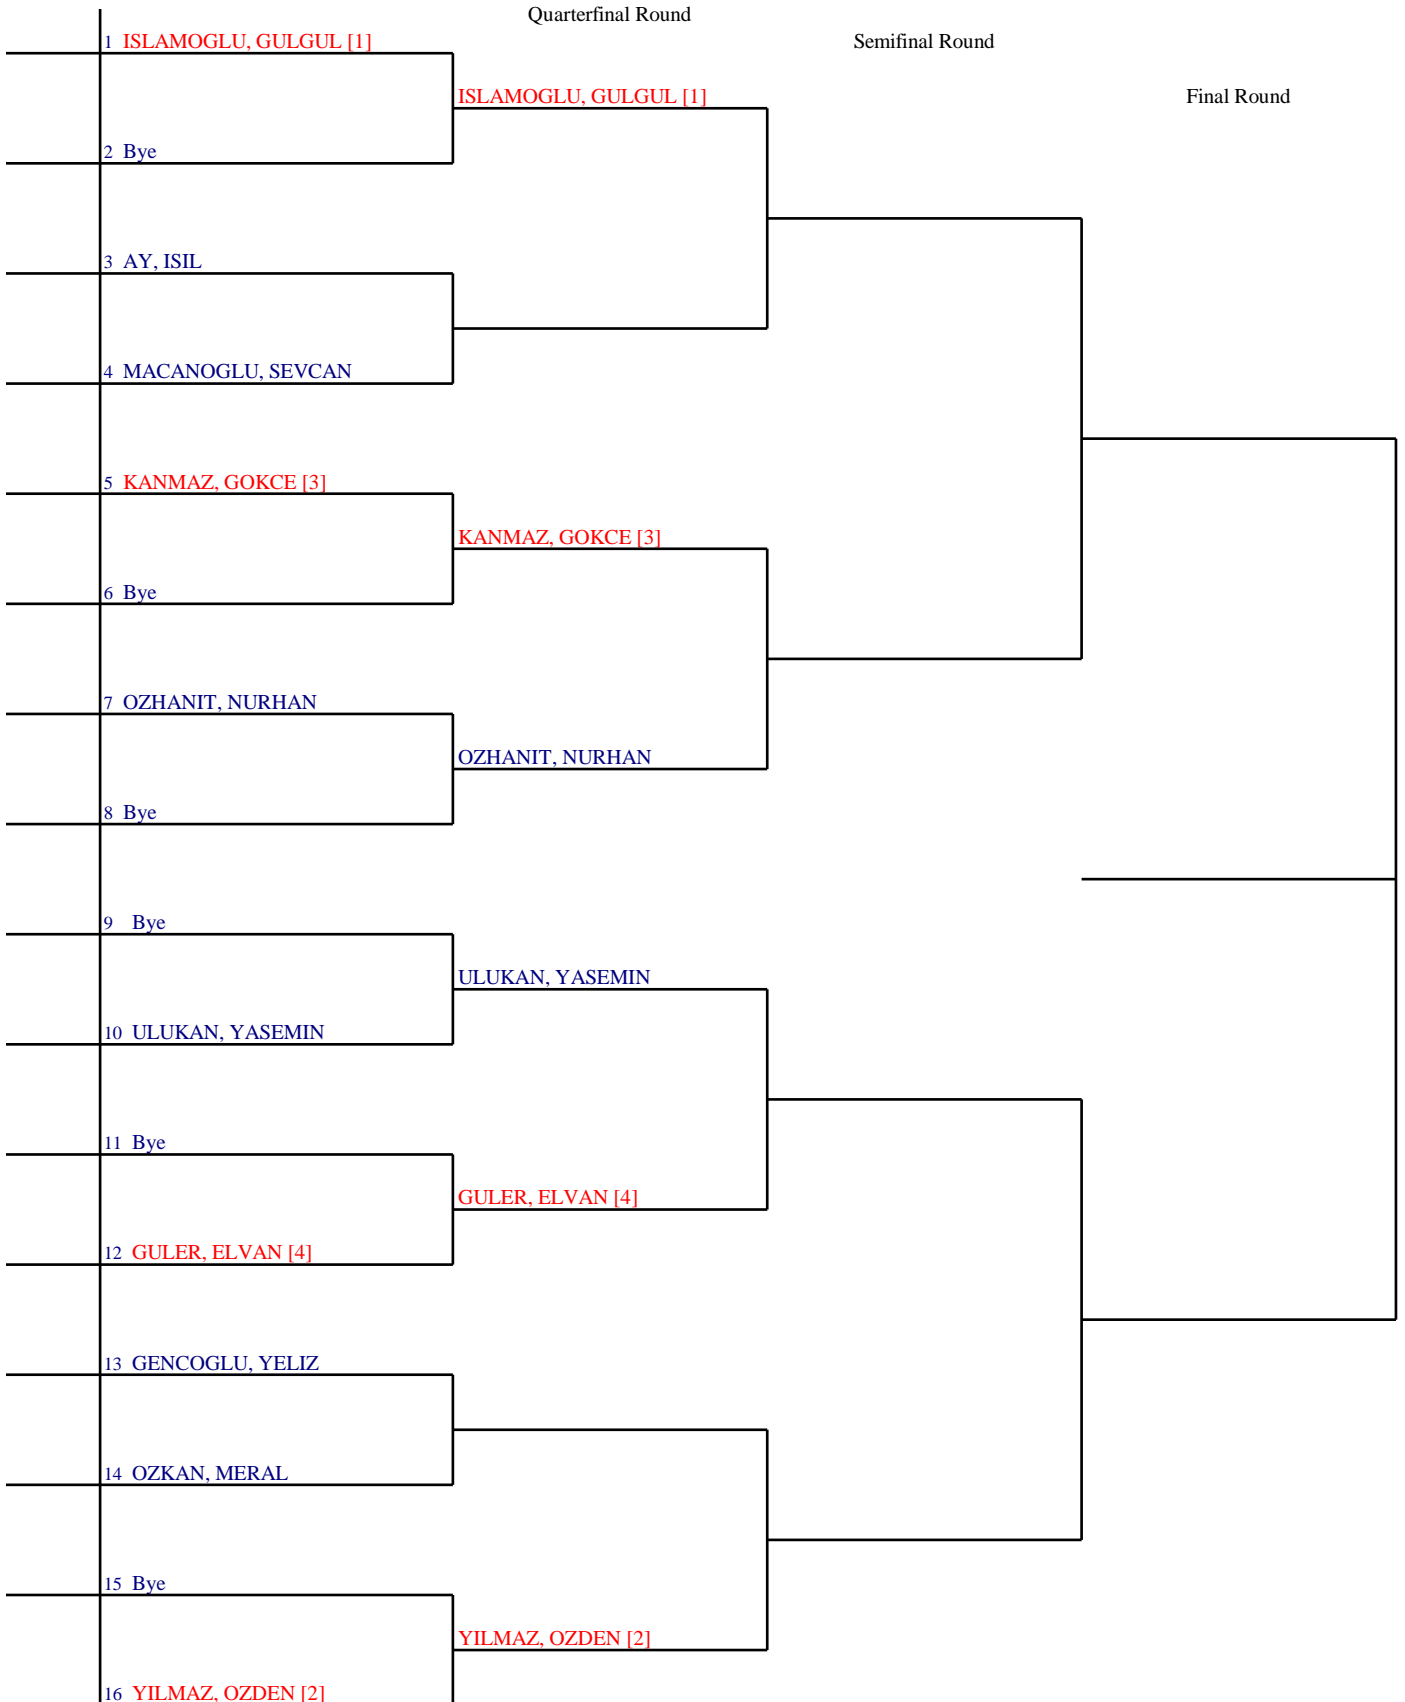 Quarterfinal Round
1 ISLAMOGLU, GULGUL [1]
Semifinal Round
ISLAMOGLU, GULGUL [1]
Final Round
2 Bye
3 AY, ISIL
4 MACANOGLU, SEVCAN
5 KANMAZ, GOKCE [3]
KANMAZ, GOKCE [3]
6 Bye
7 OZHANIT, NURHAN
OZHANIT, NURHAN
8 Bye
9 Bye
ULUKAN, YASEMIN
10 ULUKAN, YASEMIN
11 Bye
GULER, ELVAN [4]
12 GULER, ELVAN [4]
13 GENCOGLU, YELIZ
14 OZKAN, MERAL
15 Bye
YILMAZ, OZDEN [2]
16 YILMAZ, OZDEN [2]